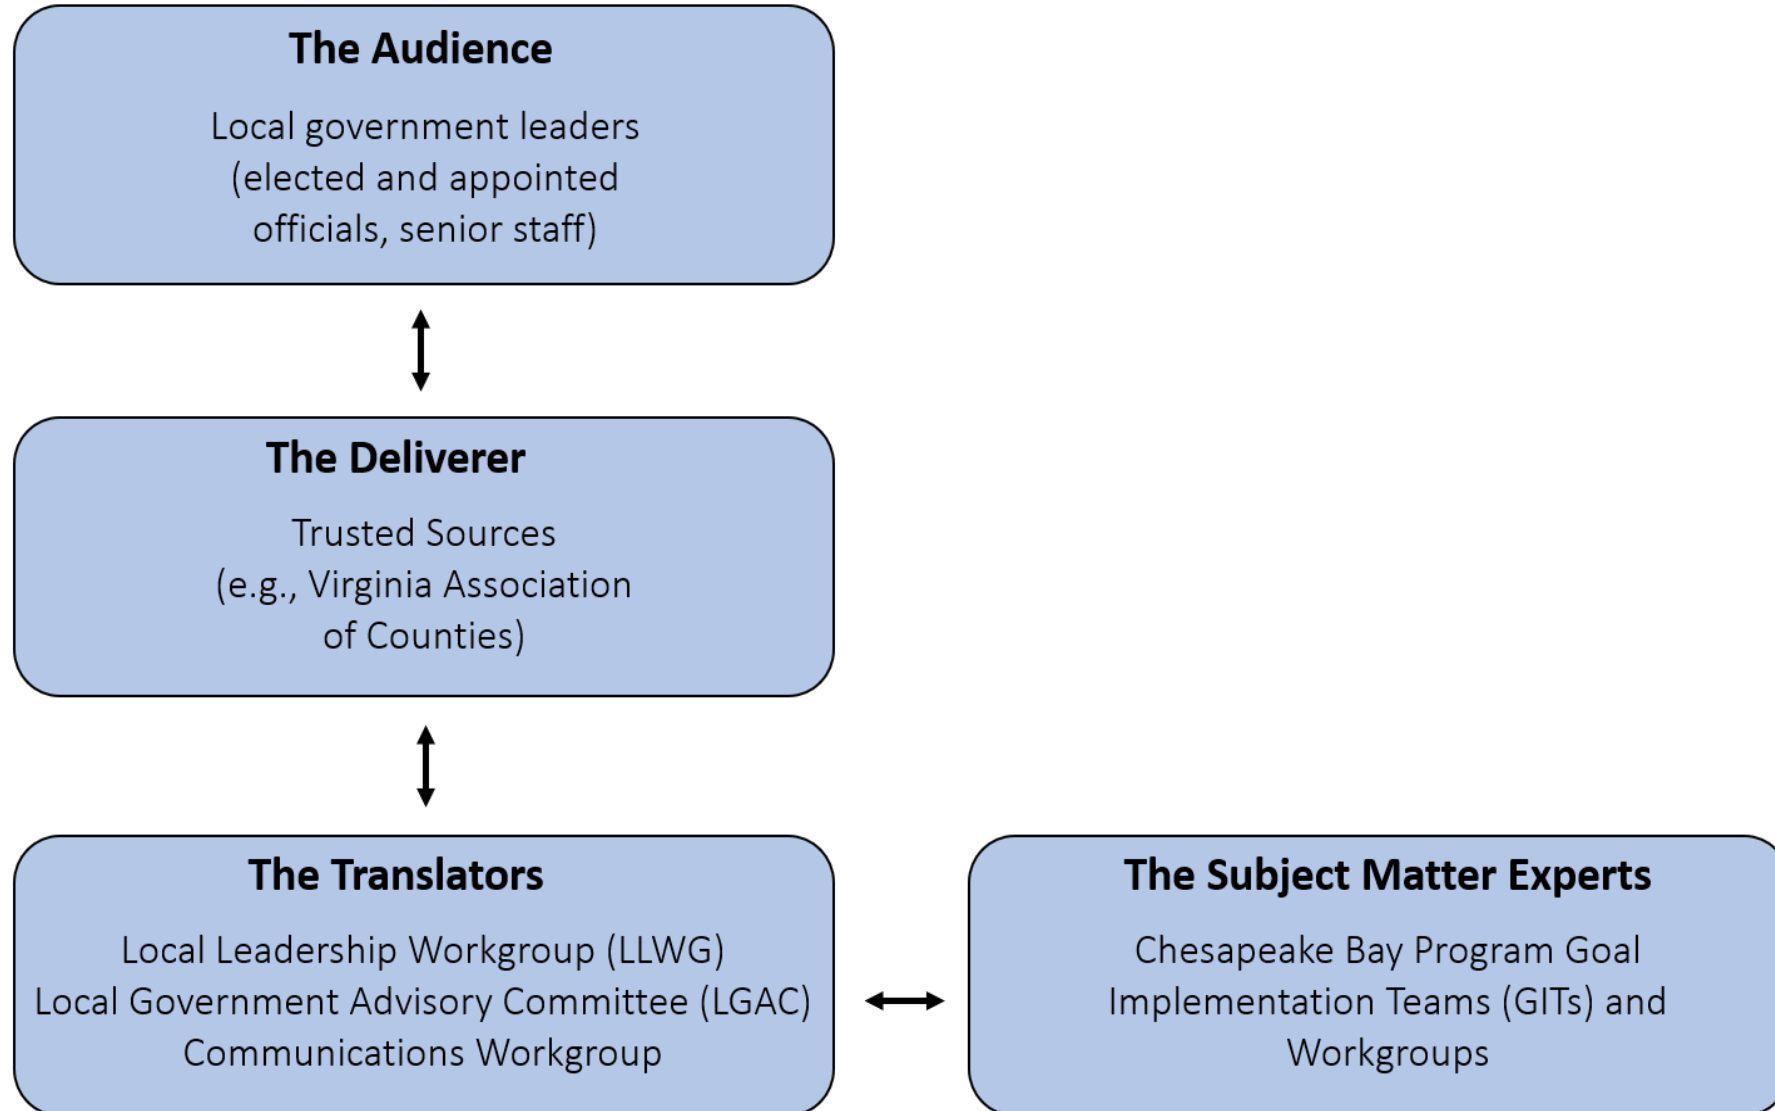 The Audience
Local government leaders
(elected and appointed
officials, senior staff)
The Deliverer
Trusted Sources
(e.g., Virginia Association
of Counties)
The Translators
Local Leadership Workgroup (LLWG)
Local Government Advisory Committee (LGAC)
Communications Workgroup
The Subject Matter Experts
Chesapeake Bay Program Goal
Implementation Teams (GITs) and
Workgroups